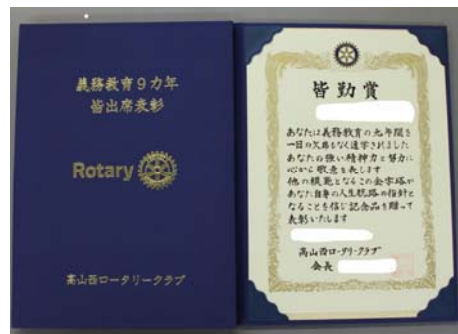 義務教育9カ年
皆出席表彰
Rotary
高山西ロータリークラブ
皆勤賞
あなたは義務教育の九年間を
一日の欠席もなく通学されました
あなたの強い精神力と努力に
心から敬意を表します
他の模範となるこの金字塔が
あなた自身の人生航路の指針と
なることを信じ記念品を贈って
表彰いたします
高山西ロータリークラブ
会長